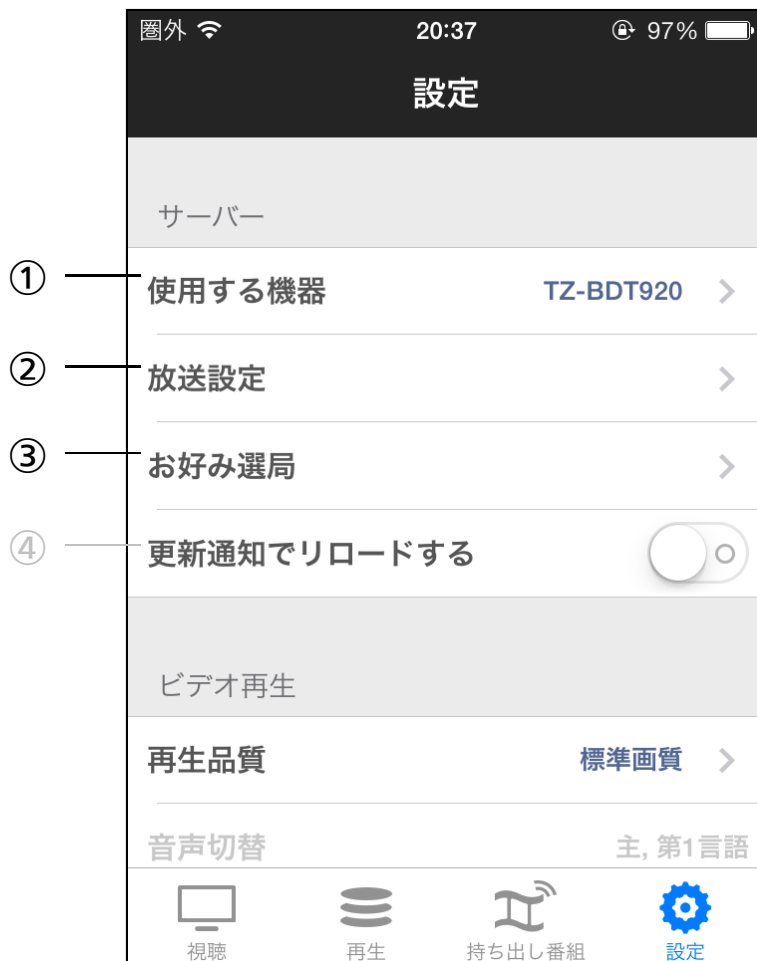 圏外 20:37 97%
設定
サーバー
① 使用する機器 TZ-BDT920
② 放送設定
③ お好み選局
④ 更新通知でリロードする
ビデオ再生
再生品質 標準画質
音声切替 主, 第1言語
視聴 再生 持ち出し番組 設定